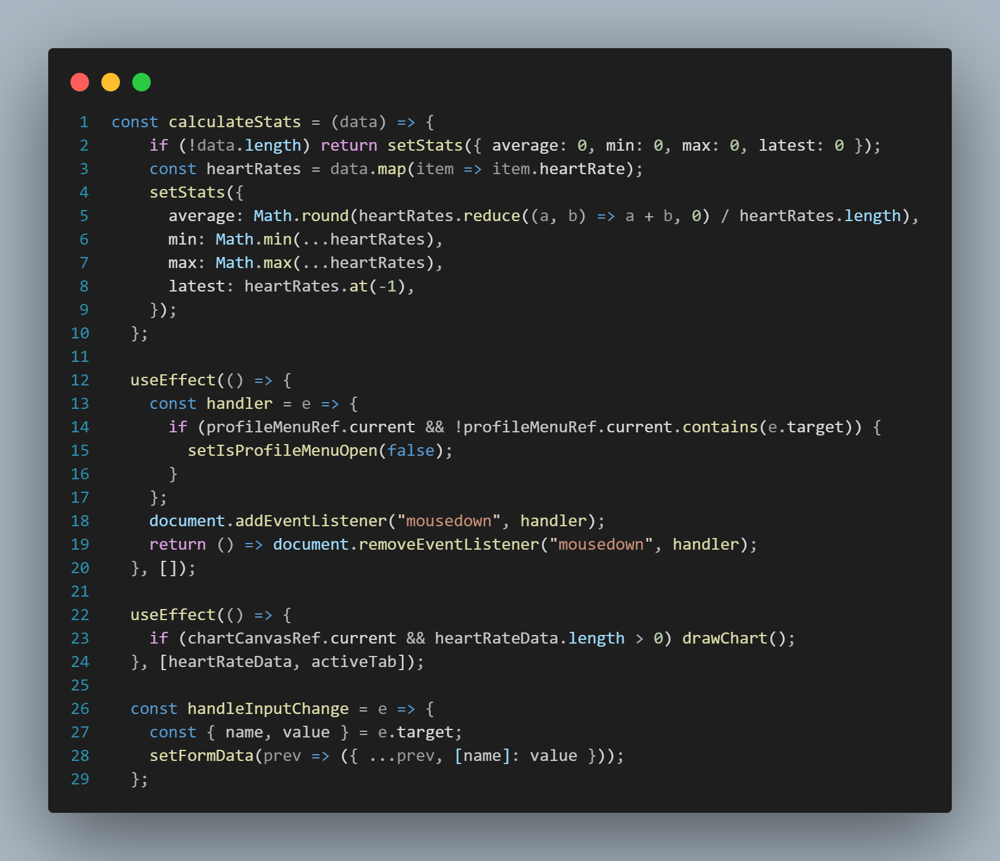 1 const calculateStats = (data) => {
2     if (!data.length) return setStats({ average: 0, min: 0, max: 0, latest: 0 });
3     const heartRates = data.map(item => item.heartRate);
4     setStats({
5       average: Math.round(heartRates.reduce((a, b) => a + b, 0) / heartRates.length),
6       min: Math.min(...heartRates),
7       max: Math.max(...heartRates),
8       latest: heartRates.at(-1),
9     });
10   };
11
12   useEffect(() => {
13     const handler = e => {
14       if (profileMenuRef.current && !profileMenuRef.current.contains(e.target)) {
15         setIsProfileMenuOpen(false);
16       }
17     };
18     document.addEventListener("mousedown", handler);
19     return () => document.removeEventListener("mousedown", handler);
20   }, []);
21
22   useEffect(() => {
23     if (chartCanvasRef.current && heartRateData.length > 0) drawChart();
24   }, [heartRateData, activeTab]);
25
26   const handleInputChange = e => {
27     const { name, value } = e.target;
28     setFormData(prev => ({ ...prev, [name]: value }));
29   };